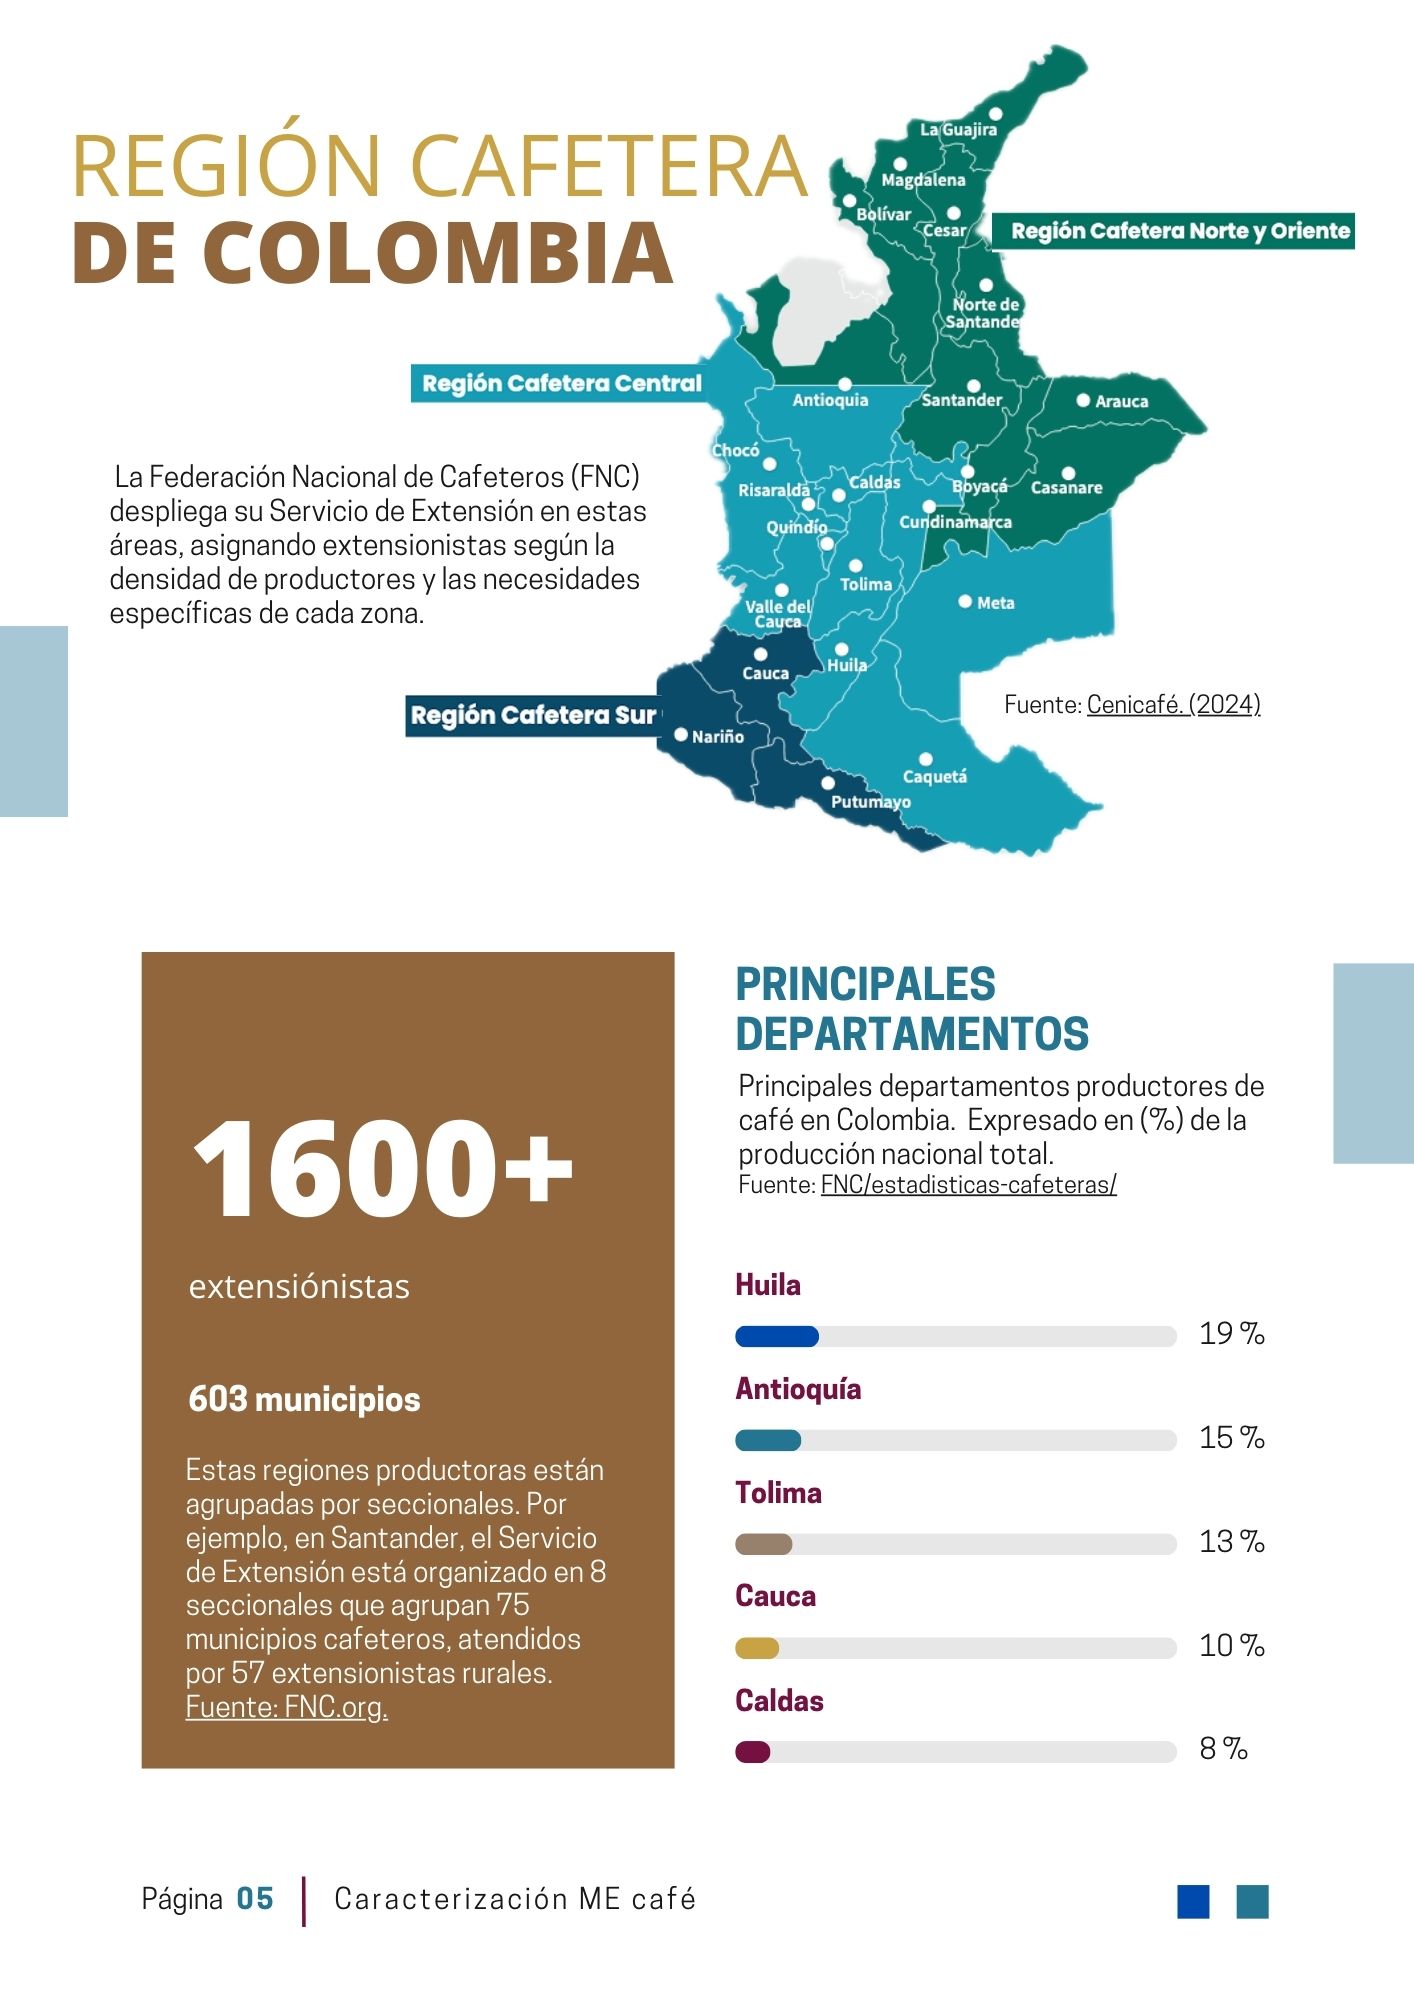 REGIÓN CAFETERA
DE COLOMBIA
La Guajira
Magdalena
Bolívar
Cesar
Región Cafetera Norte y Oriente
Norte de
Santande
Región Cafetera Central
Antioquia
Santander
Arauca
Chocó
Caldas
Risaralda
Boyacá
Casanare
Quindío
Cundinamarca
Tolima
Valle del
Cauca
Meta
Cauca
Huila
Región Cafetera Sur
Nariño
Caquetá
Putumayo
La Federación Nacional de Cafeteros (FNC)
despliega su Servicio de Extensión en estas
áreas, asignando extensionistas según la
densidad de productores y las necesidades
específicas de cada zona.
Fuente: Cenicafé. (2024)
1600+
extensiónistas
603 municipios
Estas regiones productoras están
agrupadas por seccionales. Por
ejemplo, en Santander, el Servicio
de Extensión está organizado en 8
seccionales que agrupan 75
municipios cafeteros, atendidos
por 57 extensionistas rurales.
Fuente: FNC.org.
PRINCIPALES
DEPARTAMENTOS
Principales departamentos productores de
café en Colombia.  Expresado en (%) de la
producción nacional total.
Fuente: FNC/estadisticas-cafeteras/
Huila
19 %
Antioquía
15 %
Tolima
13 %
Cauca
10 %
Caldas
8 %
Página 05
Caracterización ME café